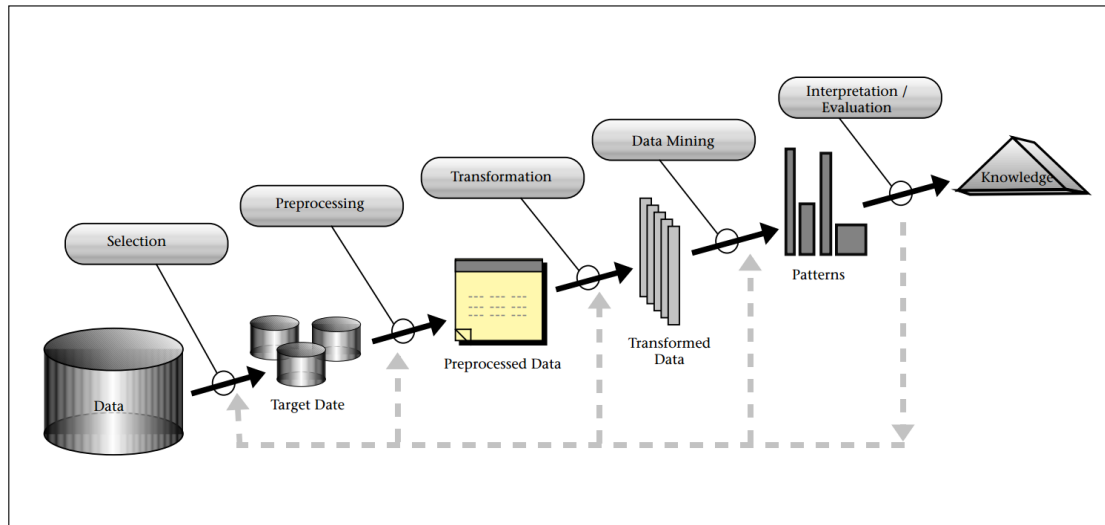 Interpretation /
Evaluation
Data Mining
Transformation
Preprocessing
Selection
Knowledge
Patterns
Transformed
Data
Preprocessed Data
Target Date
Data